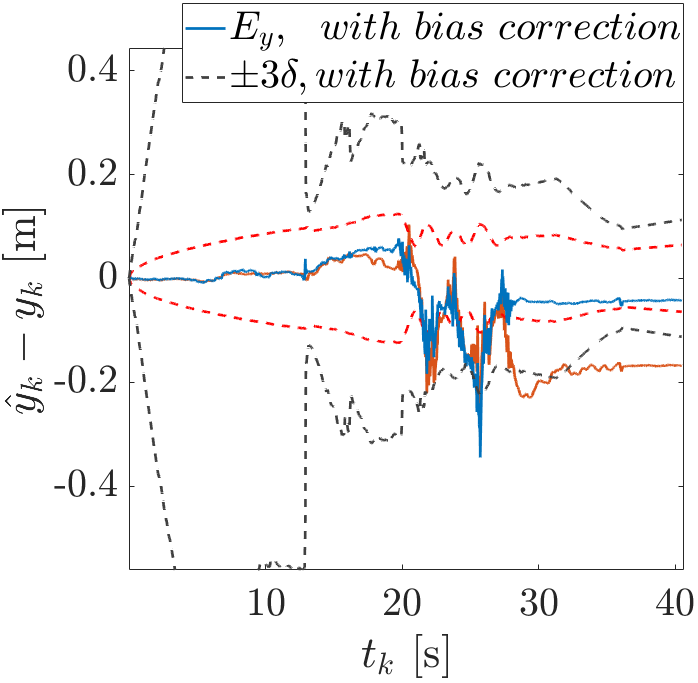 E_y, with bias correction
±3δ, with bias correction
0.4
0.2
0
-0.2
-0.4
ŷ_k − y_k [m]
10 20 30 40
t_k [s]